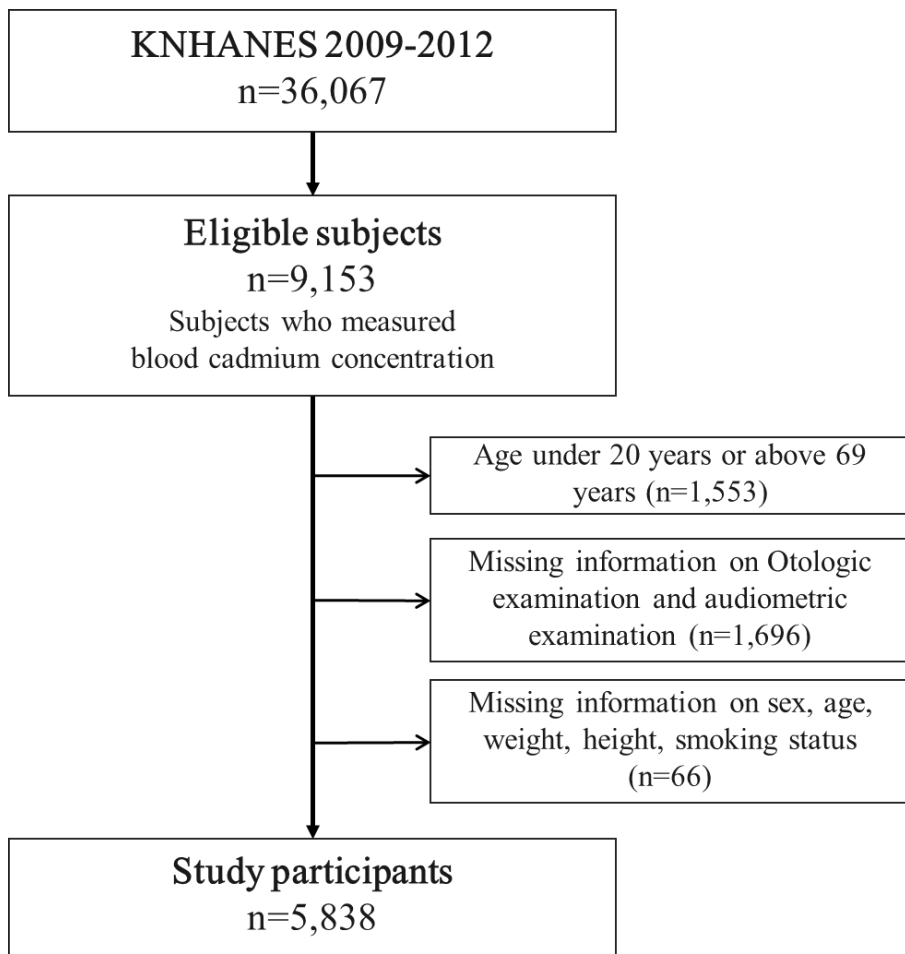 KNHANES 2009-2012
n=36,067
Eligible subjects
n=9,153
Subjects who measured
blood cadmium concentration
Age under 20 years or above 69
years (n=1,553)
Missing information on Otologic
examination and audiometric
examination (n=1,696)
Missing information on sex, age,
weight, height, smoking status
(n=66)
Study participants
n=5,838